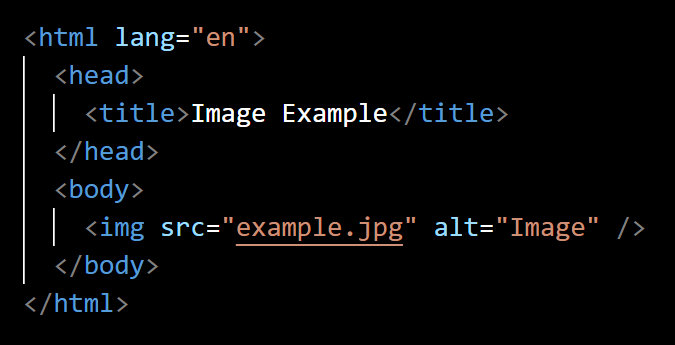 <html lang="en">
  <head>
    <title>Image Example</title>
  </head>
  <body>
    <img src="example.jpg" alt="Image" />
  </body>
</html>